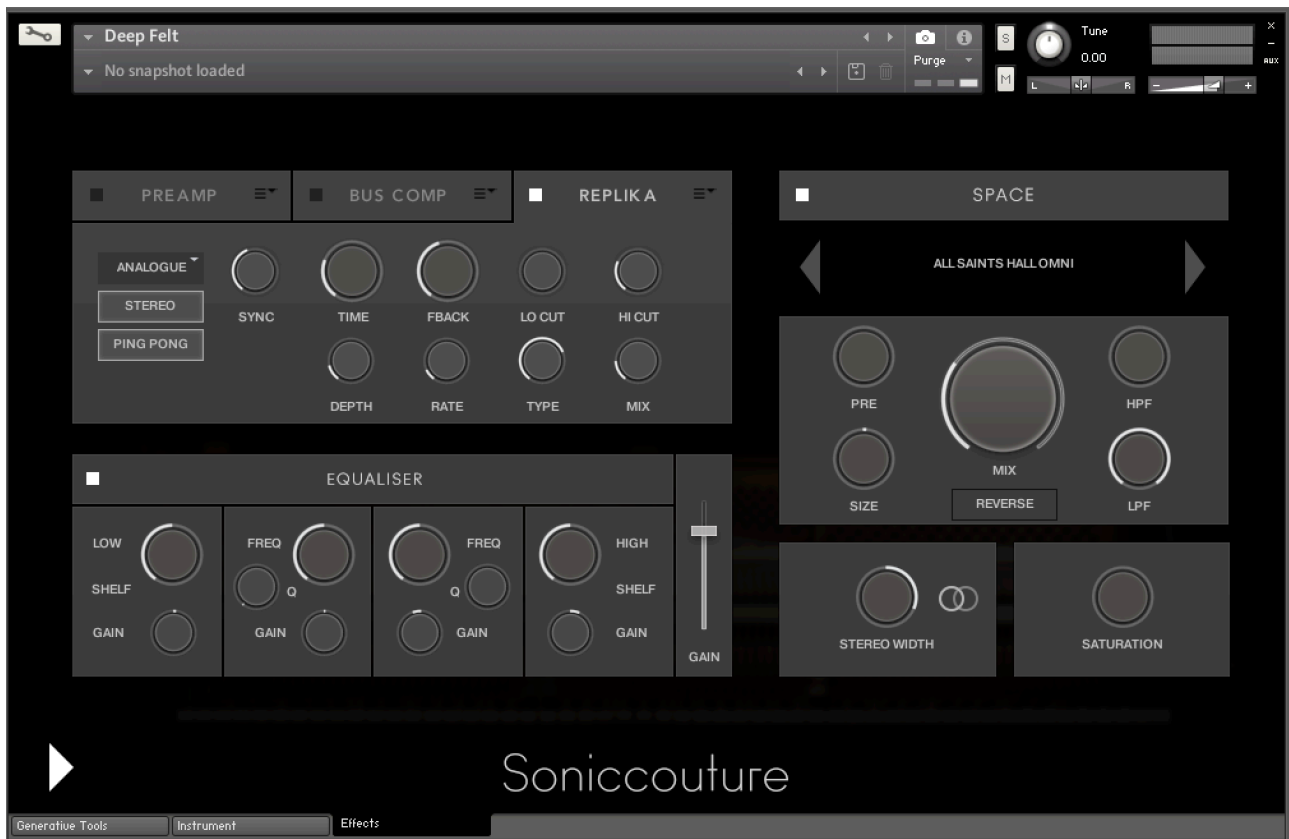 Deep Felt
No snapshot loaded
Purge
S
M
Tune
0.00
L
R
-
+
×
-
AUX
PREAMP
BUS COMP
REPLIKA
ANALOGUE
STEREO
PING PONG
SYNC
TIME
FBACK
LO CUT
HI CUT
DEPTH
RATE
TYPE
MIX
SPACE
ALL SAINTS HALL OMNI
PRE
MIX
HPF
SIZE
REVERSE
LPF
EQUALISER
LOW
SHELF
GAIN
FREQ
Q
GAIN
FREQ
Q
GAIN
HIGH
SHELF
GAIN
GAIN
STEREO WIDTH
SATURATION
Soniccouture
Generative Tools
Instrument
Effects